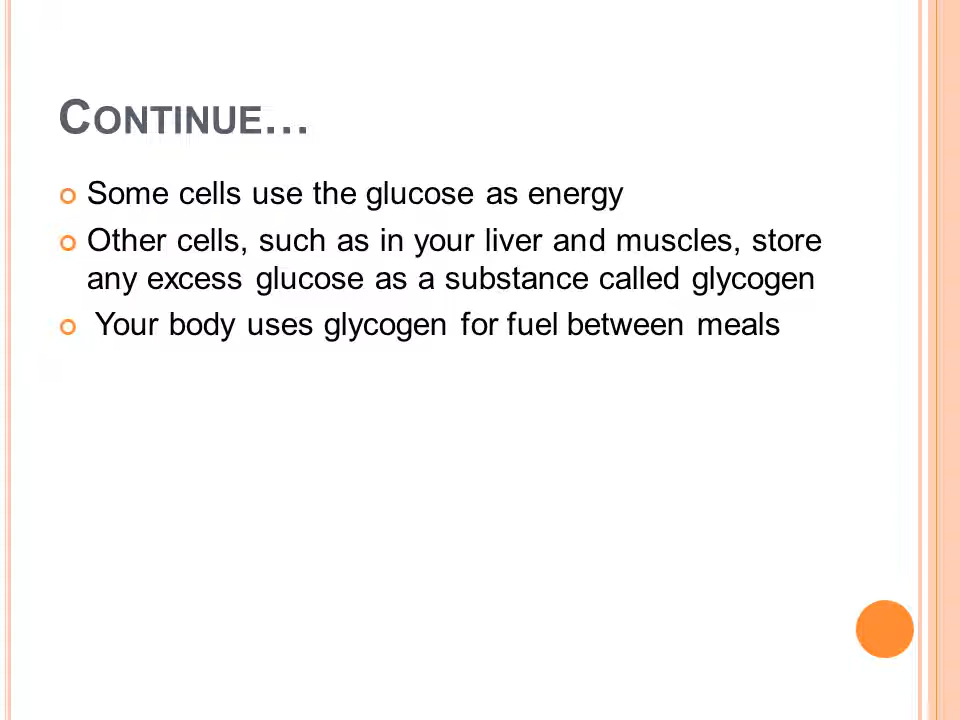 CONTINUE…
Some cells use the glucose as energy
Other cells, such as in your liver and muscles, store
any excess glucose as a substance called glycogen
Your body uses glycogen for fuel between meals